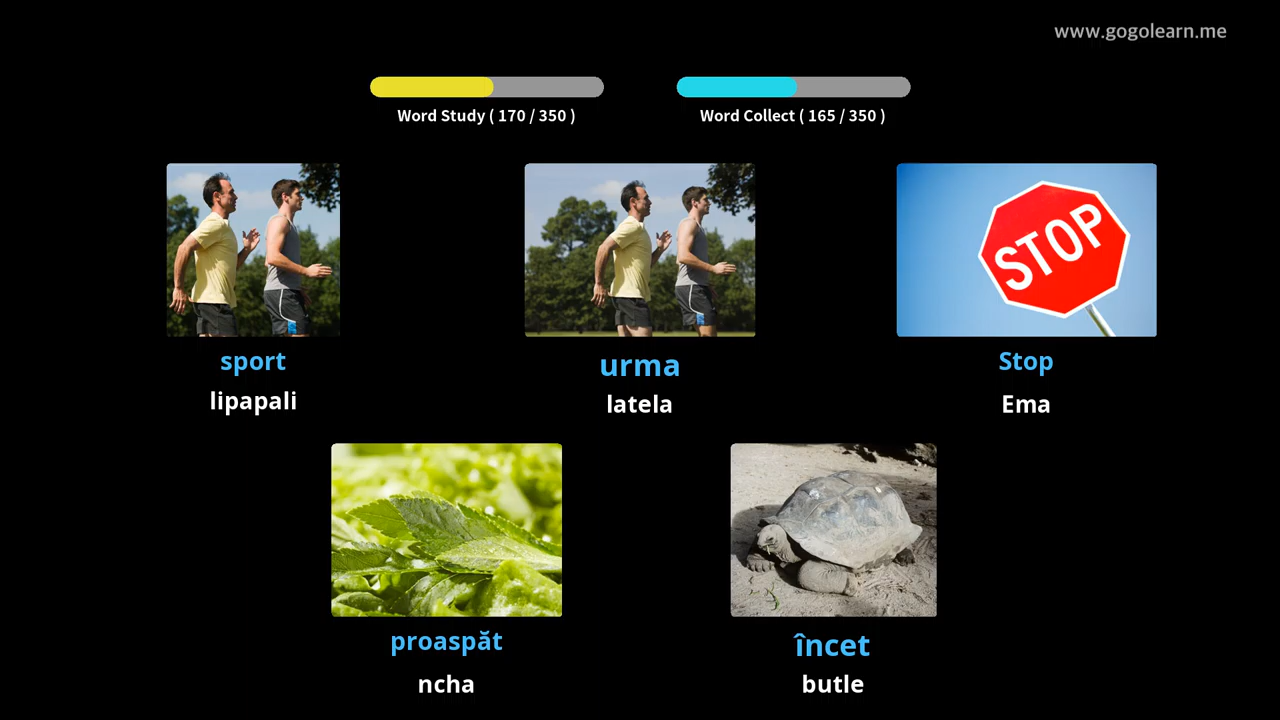 www.gogolearn.me
Word Study ( 170 / 350 )
Word Collect ( 165 / 350 )
STOP
sport
urma
Stop
lipapali
latela
Ema
proaspăt
încet
ncha
butle